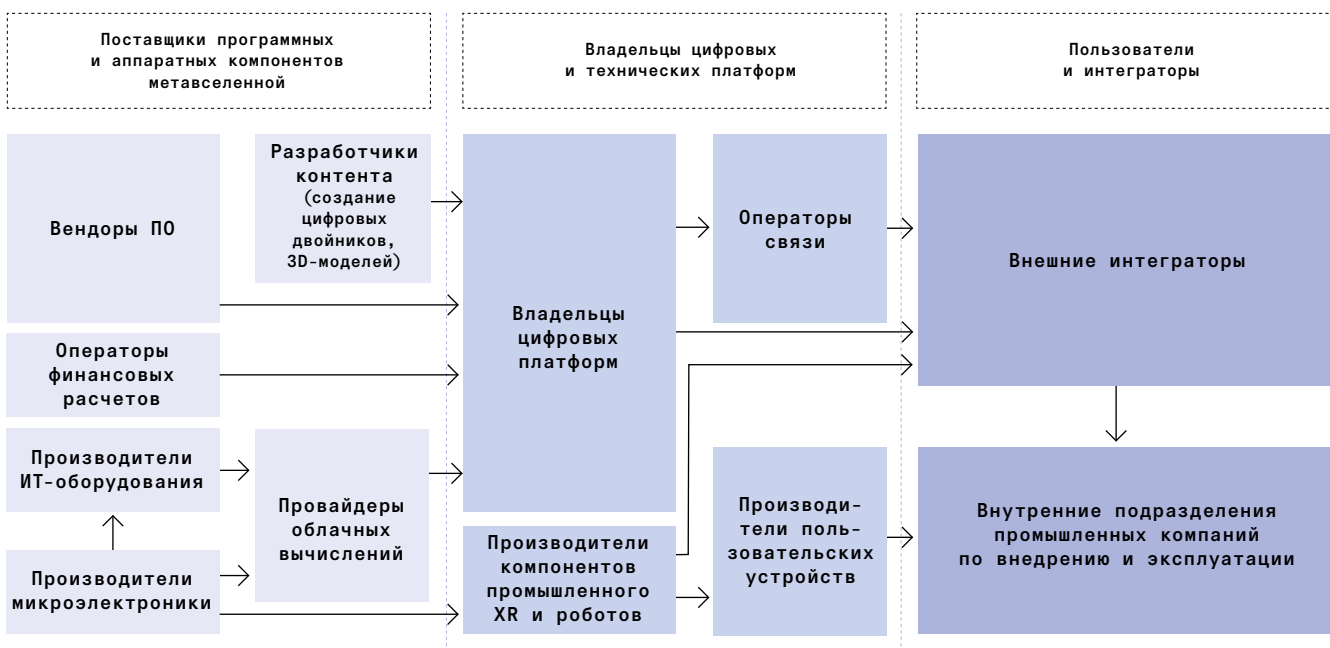 Поставщики программных
и аппаратных компонентов
метавселенной
Владельцы цифровых
и технических платформ
Пользователи
и интеграторы
Вендоры ПО
Разработчики
контента
(создание
цифровых
двойников,
3D-моделей)
Операторы
финансовых
расчетов
Производители
ИТ-оборудования
Провайдеры
облачных
вычислений
Производители
микроэлектроники
Владельцы
цифровых
платформ
Операторы
связи
Производители
компонентов
промышленного
XR и роботов
Производи-
тели поль-
зовательских
устройств
Внешние интеграторы
Внутренние подразделения
промышленных компаний
по внедрению и эксплуатации